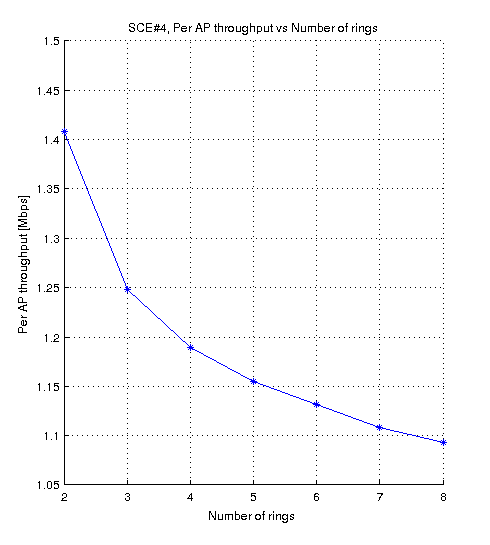 SCE#4, Per AP throughput vs Number of rings
1.5
1.45
1.4
1.35
1.3
1.25
1.2
1.15
1.1
1.05
Per AP throughput [Mbps]
2 3 4 5 6 7 8
Number of rings